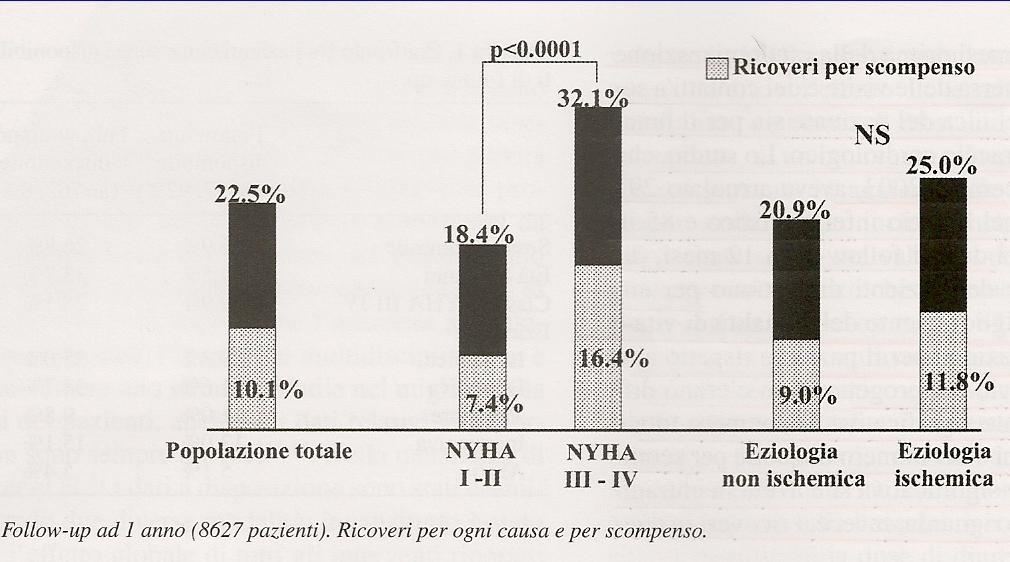 p<0.0001
Ricoveri per scompenso
32.1%
NS
25.0%
22.5%
20.9%
18.4%
16.4%
11.8%
10.1%
9.0%
7.4%
Popolazione totale
NYHA
I -II
NYHA
III - IV
Eziologia
non ischemica
Eziologia
ischemica
Follow-up ad 1 anno (8627 pazienti). Ricoveri per ogni causa e per scompenso.